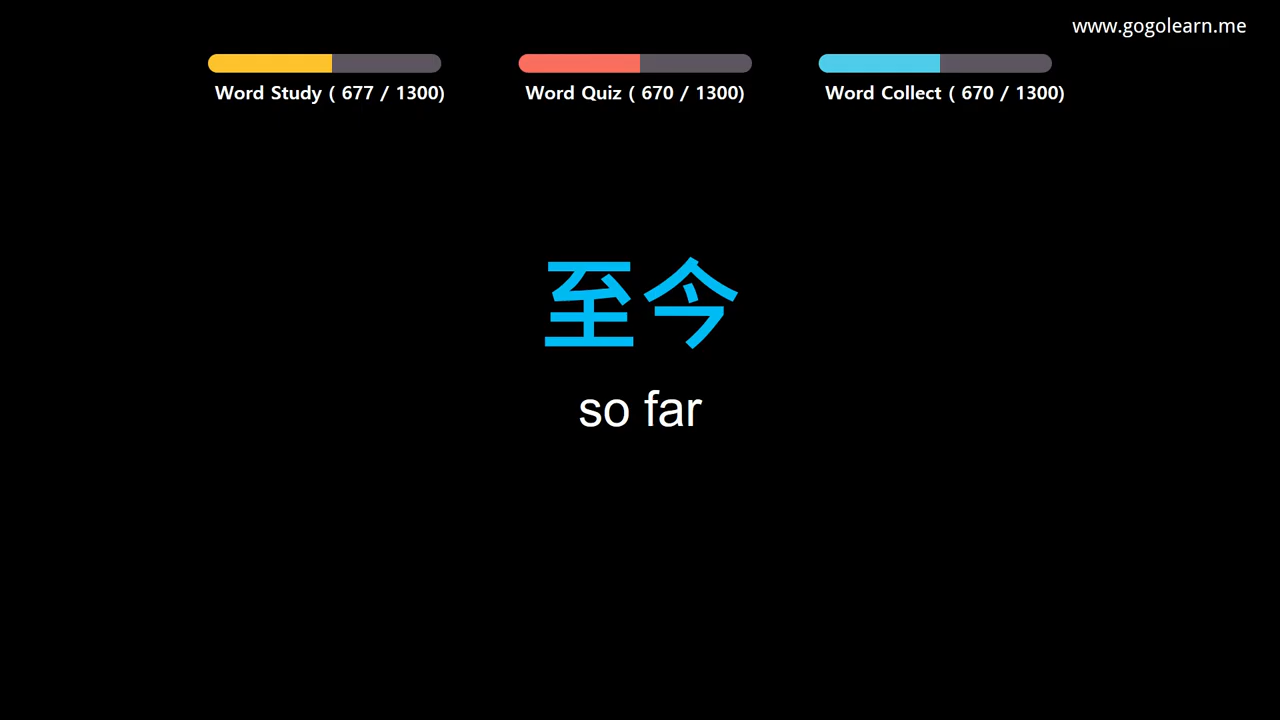 www.gogolearn.me
Word Study ( 677 / 1300)
Word Quiz ( 670 / 1300)
Word Collect ( 670 / 1300)
至今
so far